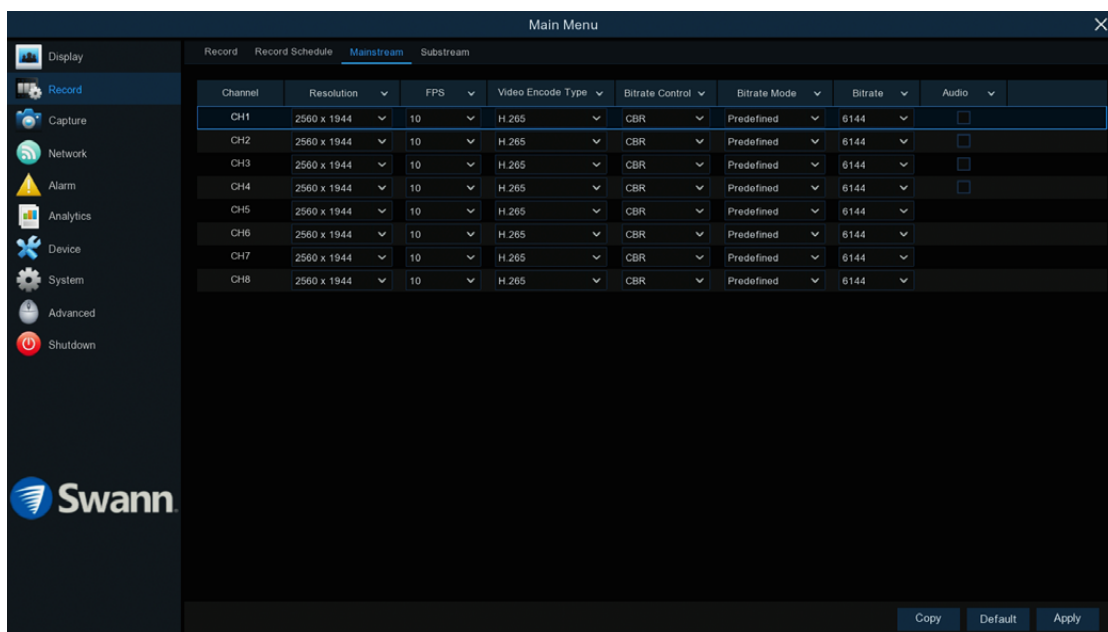 Main Menu
Display
Record
Capture
Network
Alarm
Analytics
Device
System
Advanced
Shutdown
Swann
Record Record Schedule Mainstream Substream
Channel Resolution FPS Video Encode Type Bitrate Control Bitrate Mode Bitrate Audio
CH1 2560 x 1944 10 H.265 CBR Predefined 6144
CH2 2560 x 1944 10 H.265 CBR Predefined 6144
CH3 2560 x 1944 10 H.265 CBR Predefined 6144
CH4 2560 x 1944 10 H.265 CBR Predefined 6144
CH5 2560 x 1944 10 H.265 CBR Predefined 6144
CH6 2560 x 1944 10 H.265 CBR Predefined 6144
CH7 2560 x 1944 10 H.265 CBR Predefined 6144
CH8 2560 x 1944 10 H.265 CBR Predefined 6144
Copy Default Apply